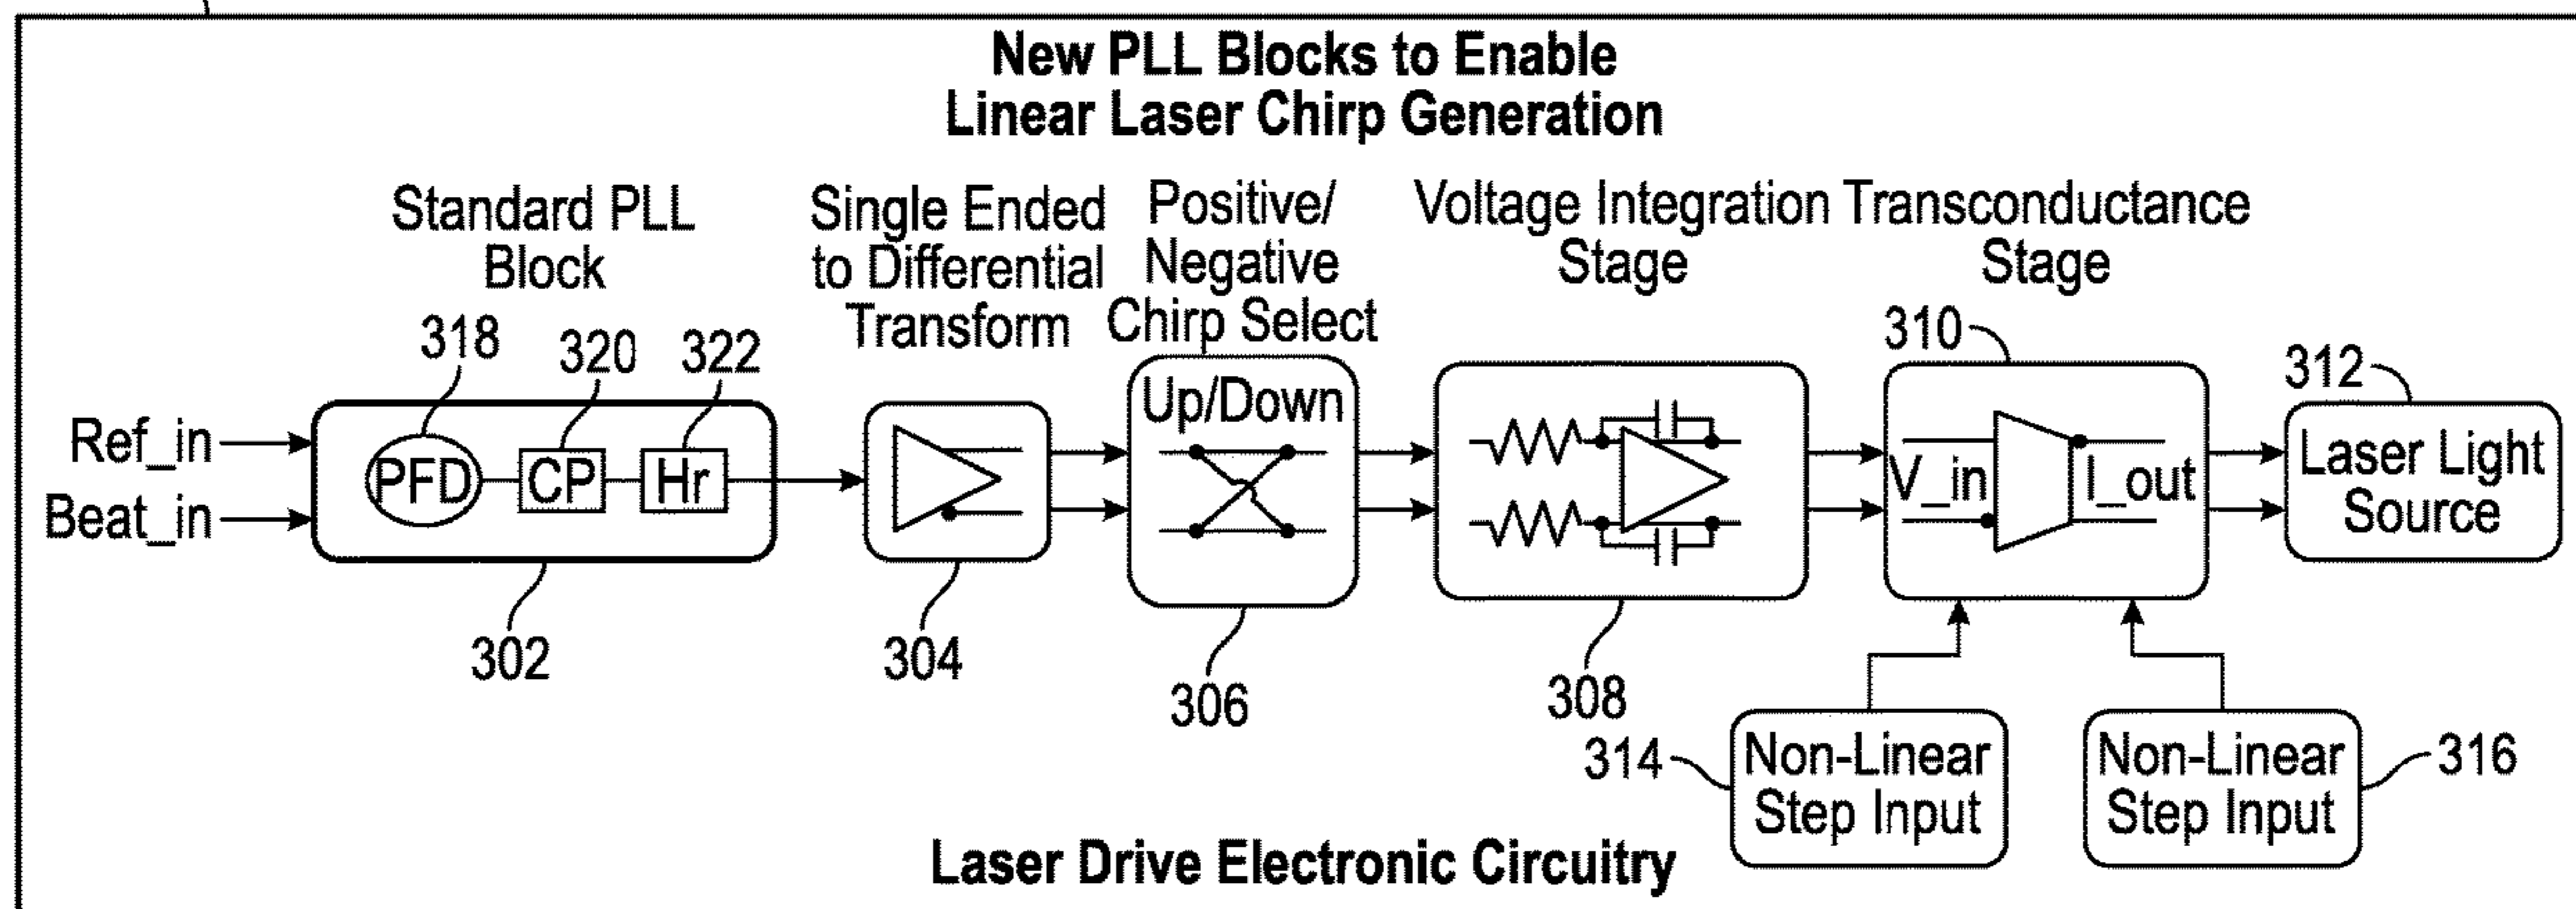 New PLL Blocks to Enable
Linear Laser Chirp Generation
Standard PLL
Block
Single Ended
to Differential
Transform
Positive/
Negative
Chirp Select
Voltage Integration
Stage
Transconductance
Stage
318
320
322
310
312
Ref_in
Beat_in
PFD
CP
Hr
Up/Down
V_in
I_out
Laser Light
Source
302
304
306
308
314
Non-Linear
Step Input
Non-Linear
Step Input
316
Laser Drive Electronic Circuitry